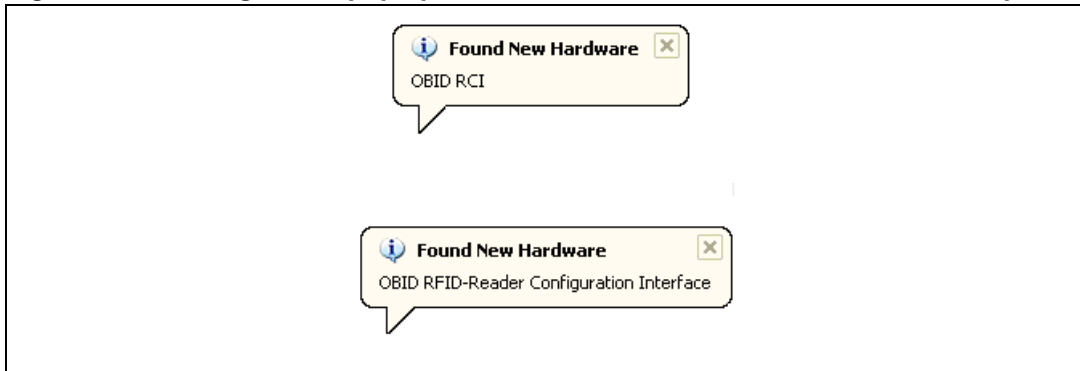 Found New Hardware
OBID RCI
Found New Hardware
OBID RFID-Reader Configuration Interface